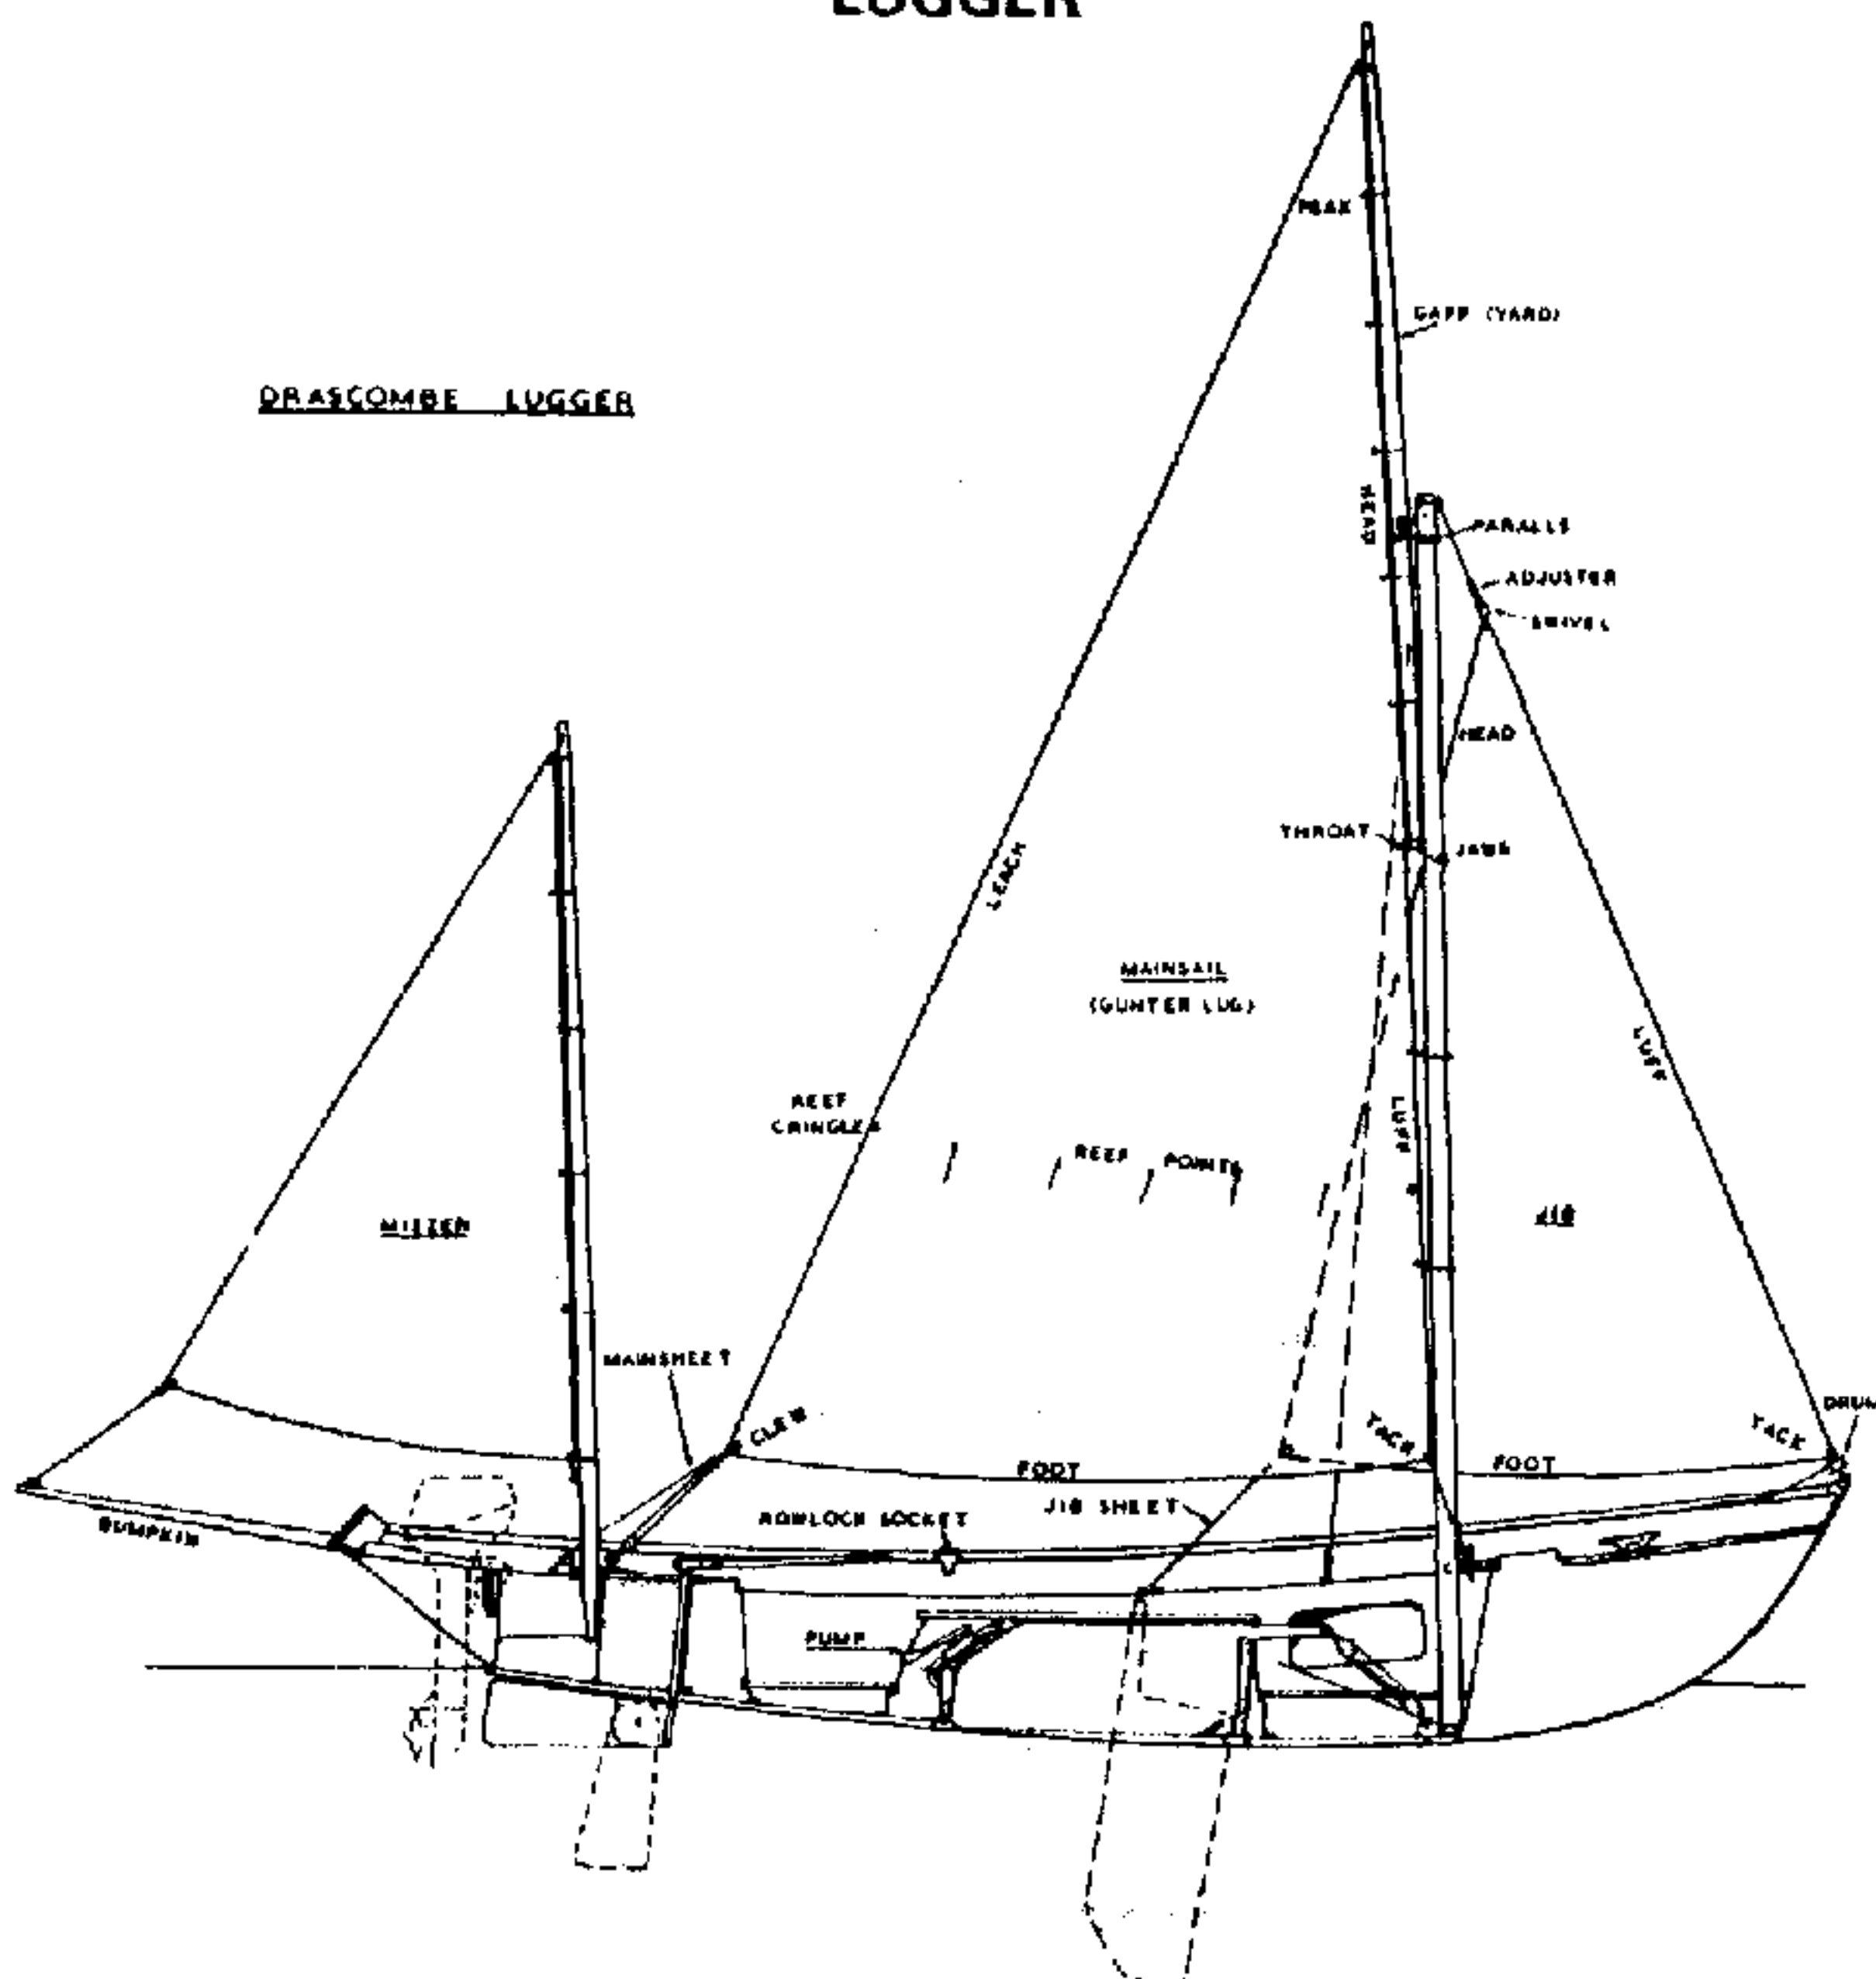 LUGGER
PEAK
GAFF (YARD)
DRASCOMBE LUGGER
HEAD
PARALLS
ADJUSTER
SWIVEL
HEAD
THROAT
JAWS
LEACH
MAINSAIL
(GUNTER LUG)
LUFF
REEF
CRINGLES
LUFF
REEF POINTS
MIZZEN
JIB
MAINSHEET
CLEW
TACK
TACK
DRUM
FOOT
FOOT
JIB SHEET
ROWLOCK SOCKET
BUMPKIN
PUMP